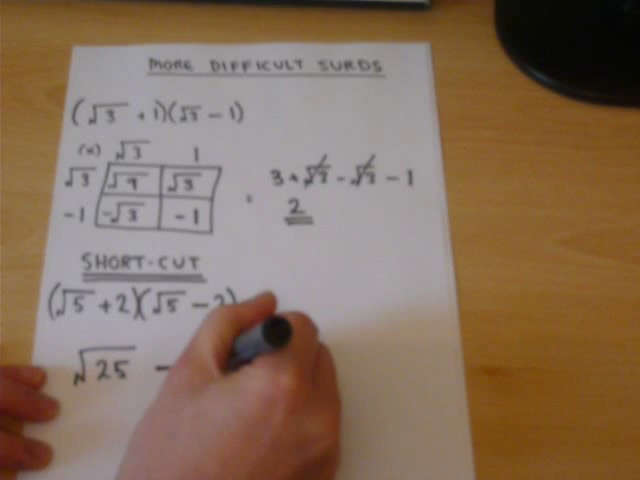 MORE DIFFICULT SURDS
(√3 + 1)(√3 - 1)
(x) √3 1
√3 √9 √3
-1 -√3 -1
= 3 + √3 - √3 - 1
2
SHORT-CUT
(√5 + 2)(√5 - 2)
√25 -